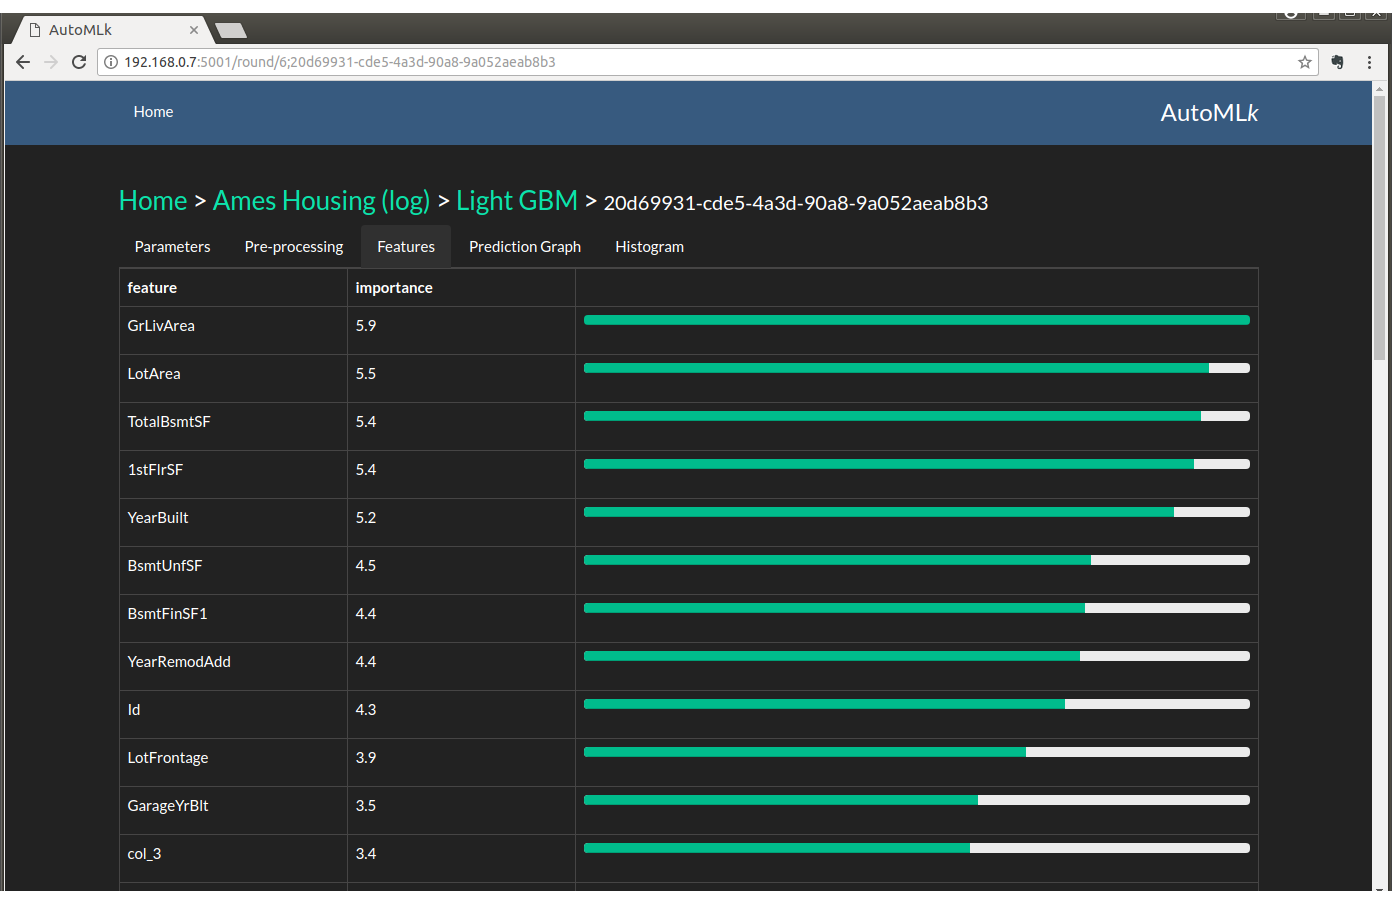 AutoMLk
192.168.0.7:5001/round/6;20d69931-cde5-4a3d-90a8-9a052aeab8b3
Home AutoMLk
Home > Ames Housing (log) > Light GBM > 20d69931-cde5-4a3d-90a8-9a052aeab8b3
Parameters Pre-processing Features Prediction Graph Histogram
feature importance
GrLivArea 5.9
LotArea 5.5
TotalBsmtSF 5.4
1stFlrSF 5.4
YearBuilt 5.2
BsmtUnfSF 4.5
BsmtFinSF1 4.4
YearRemodAdd 4.4
Id 4.3
LotFrontage 3.9
GarageYrBlt 3.5
col_3 3.4